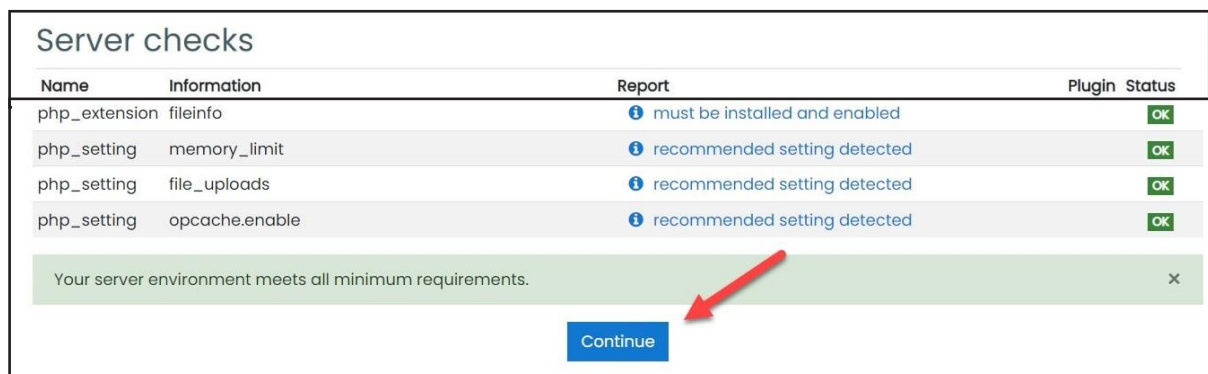 Server checks
Name Information Report Plugin Status
php_extension fileinfo must be installed and enabled OK
php_setting memory_limit recommended setting detected OK
php_setting file_uploads recommended setting detected OK
php_setting opcache.enable recommended setting detected OK
Your server environment meets all minimum requirements. ×
Continue